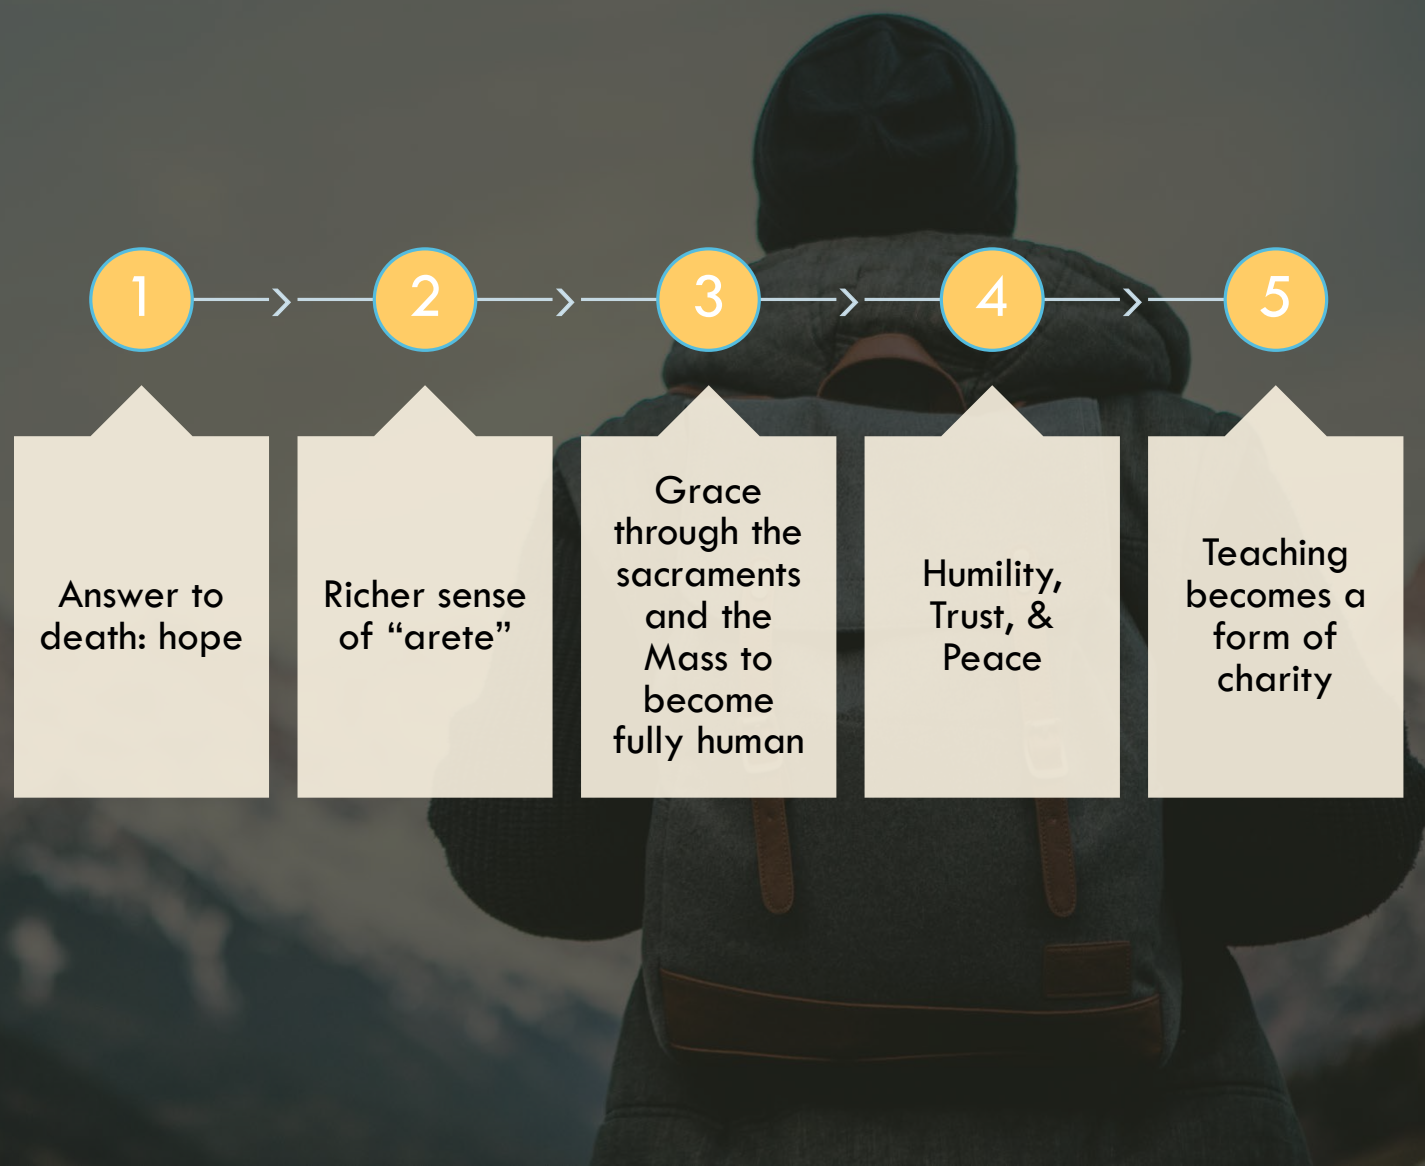 1
2
3
4
5
Answer to
death: hope
Richer sense
of “arete”
Grace
through the
sacraments
and the
Mass to
become
fully human
Humility,
Trust, &
Peace
Teaching
becomes a
form of
charity